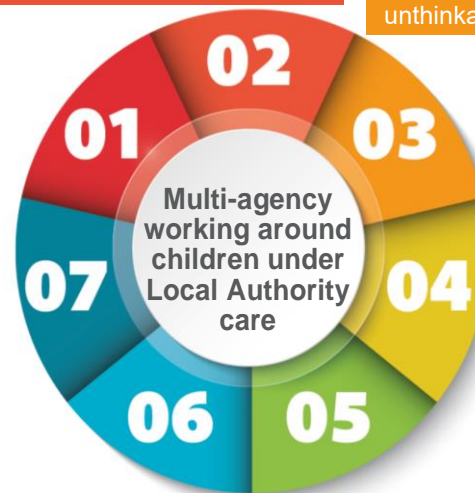 unthinka
02
01
03
Multi-agency
working around
children under
Local Authority
care
07
04
06
05